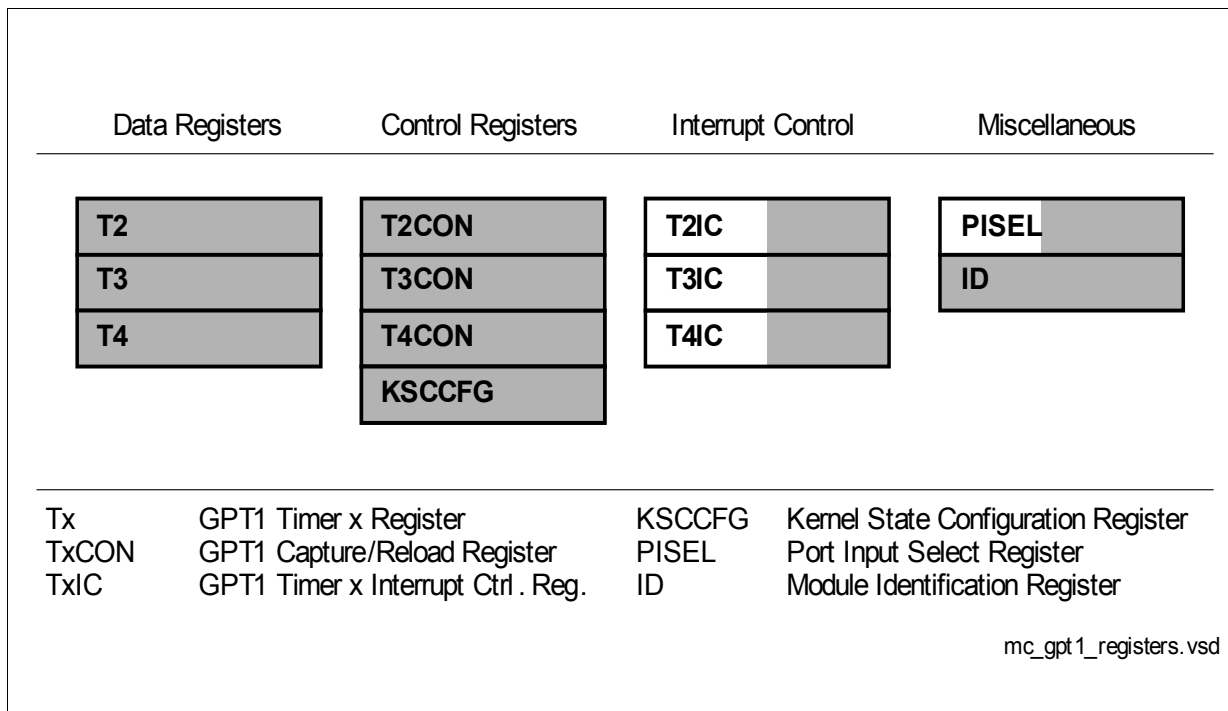 Data Registers Control Registers Interrupt Control Miscellaneous
T2 T2CON T2IC PISEL
T3 T3CON T3IC ID
T4 T4CON T4IC
KSCCFG
Tx GPT1 Timer x Register KSCCFG Kernel State Configuration Register
TxCON GPT1 Capture/Reload Register PISEL Port Input Select Register
TxIC GPT1 Timer x Interrupt Ctrl. Reg. ID Module Identification Register
mc_gpt1_registers.vsd